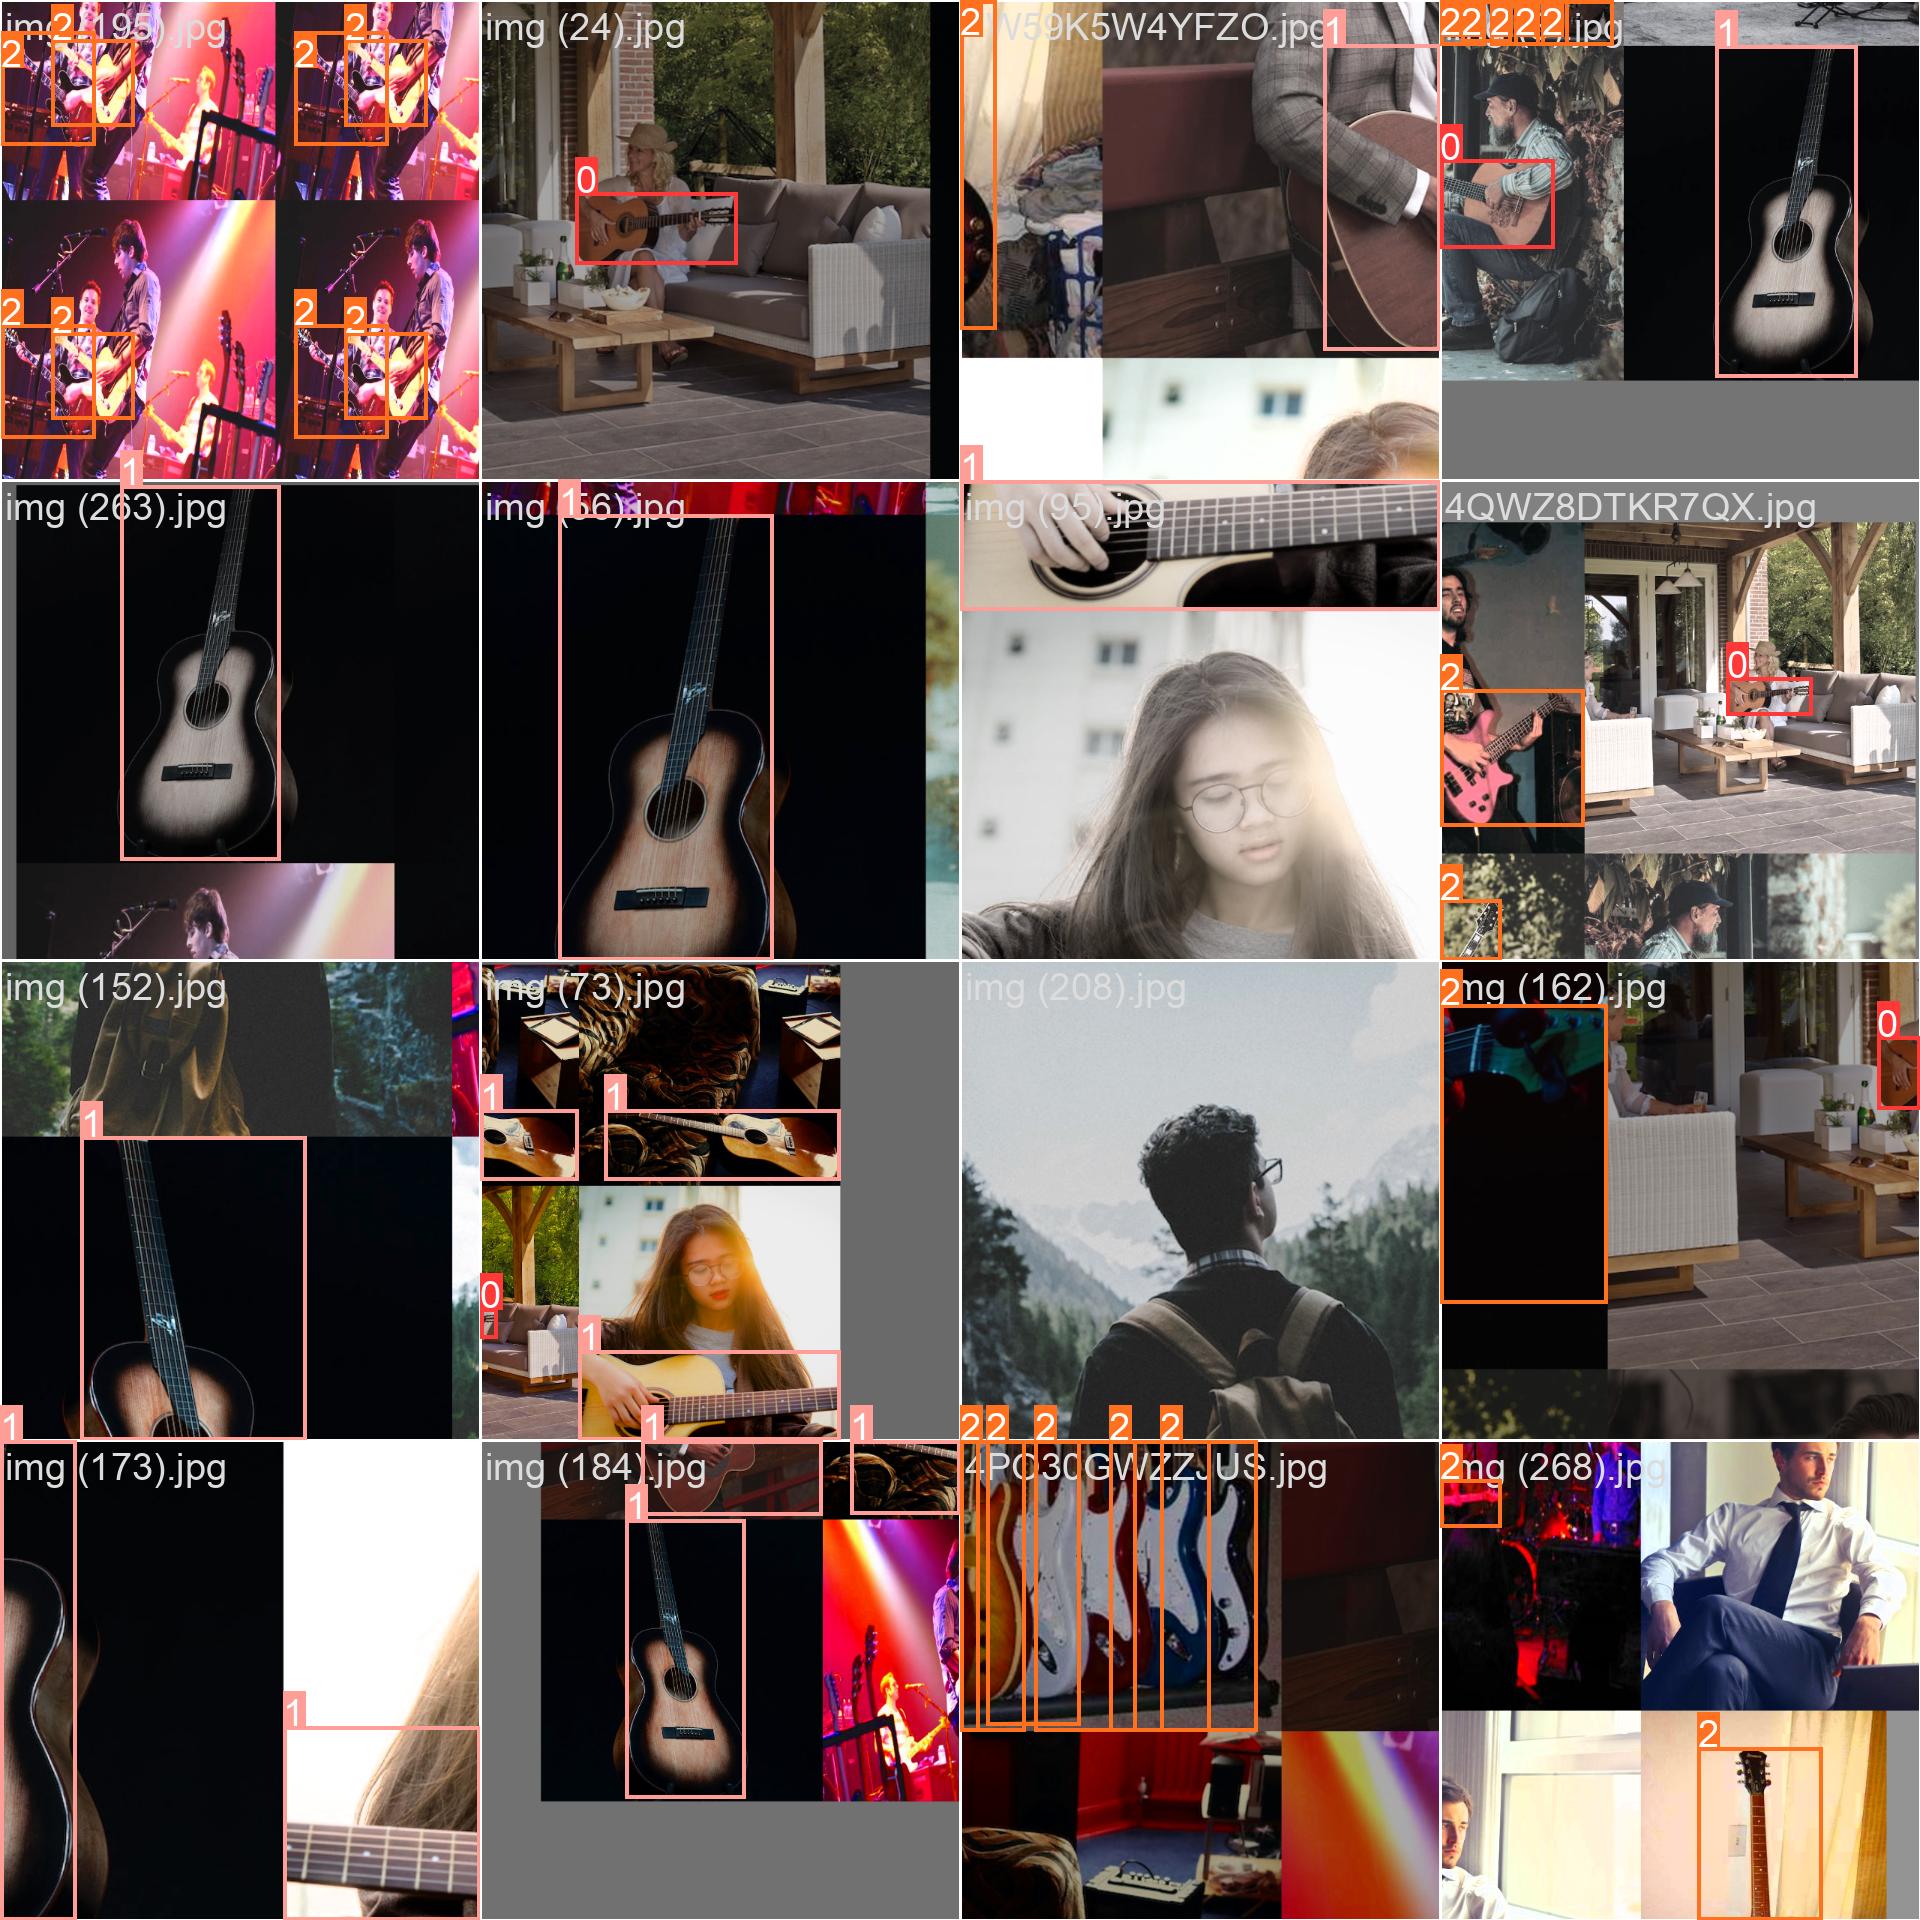 img (195).jpg
2 2 2 2
img (24).jpg
0
W59K5W4YFZO.jpg
2 1
.jpg
2 2 2 2 2 1
0
2 2 2 2
1
1
img (263).jpg
img (56).jpg
1
img (95).jpg
4QWZ8DTKR7QX.jpg
0
2
2
img (152).jpg
1
img (73).jpg
1 1
0
1
img (208).jpg
img (162).jpg
2 0
1
img (173).jpg
1
img (184).jpg
1 1
1
4PO30GWZZJUS.jpg
2 2 2 2 2
mg (268).jpg
2
2